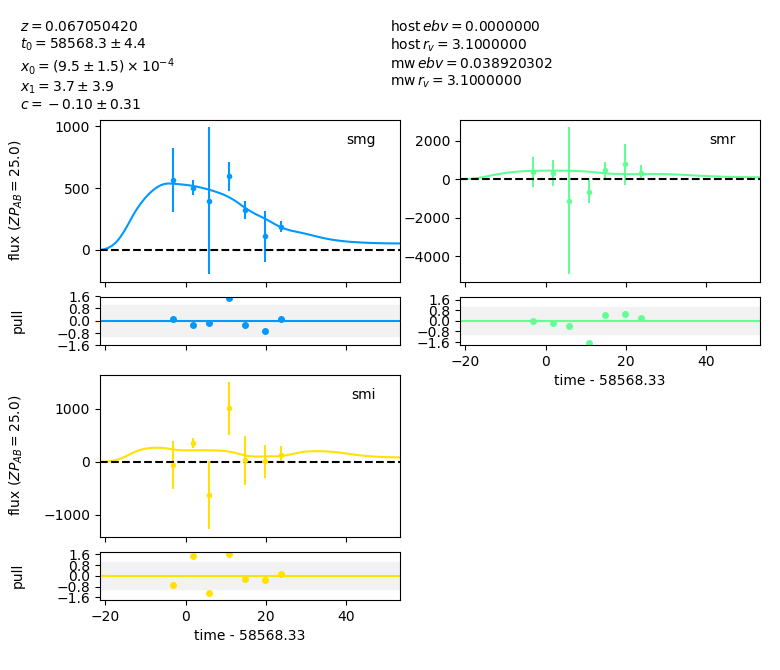 z = 0.067050420
t₀ = 58568.3 ± 4.4
x₀ = (9.5 ± 1.5) × 10⁻⁴
x₁ = 3.7 ± 3.9
c = −0.10 ± 0.31
host ebv = 0.0000000
host r_v = 3.1000000
mw ebv = 0.038920302
mw r_v = 3.1000000
smg
flux (ZP_AB = 25.0)
1000
500
0
pull
1.6
0.8
0.0
−0.8
−1.6
smr
2000
0
−2000
−4000
1.6
0.8
0.0
−0.8
−1.6
−20
0
20
40
time - 58568.33
smi
flux (ZP_AB = 25.0)
1000
0
−1000
pull
1.6
0.8
0.0
−0.8
−1.6
−20
0
20
40
time - 58568.33